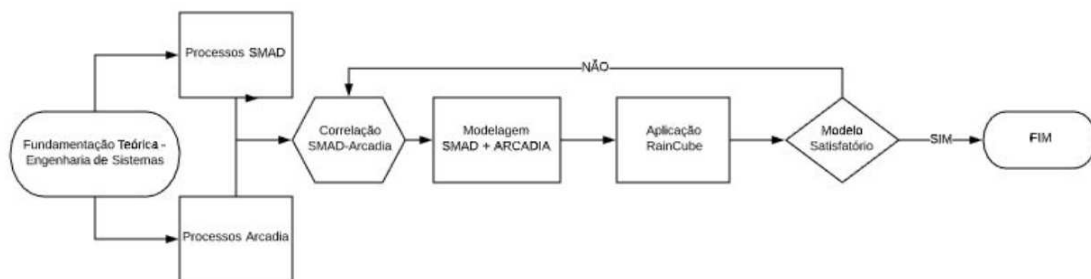 Processos SMAD
NÃO
Fundamentação Teórica -
Engenharia de Sistemas
Correlação
SMAD-Arcadia
Modelagem
SMAD + ARCADIA
Aplicação
RainCube
Modelo
Satisfatório
SIM
FIM
Processos Arcadia